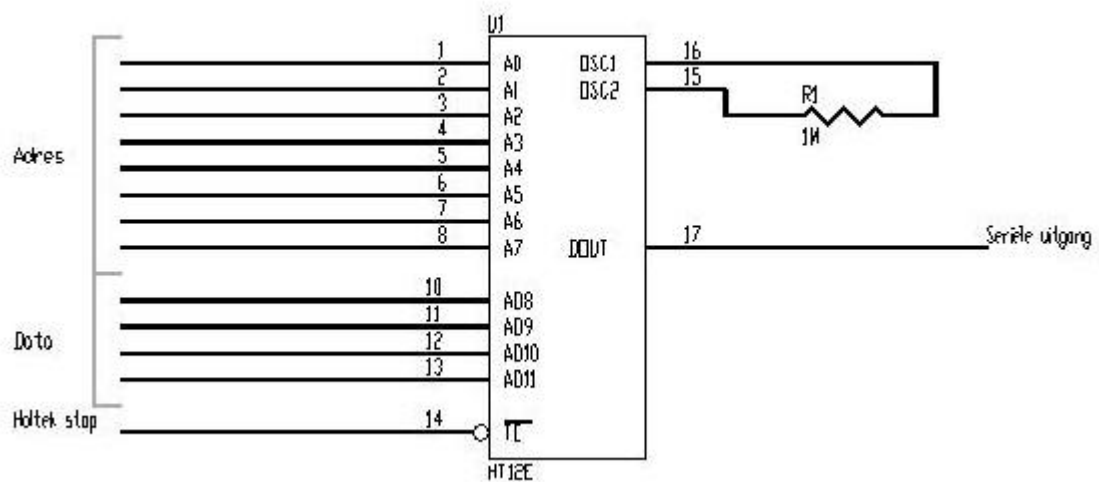 U1
1 A0 OSC1 16
2 A1 OSC2 15
3 A2 R1
4 A3 1M
Adres
5 A4
6 A5
7 A6
8 A7 DOUT 17 Seriële uitgang
10 AD8
11 AD9
Data
12 AD10
13 AD11
Holtek stop 14 TE
HT12E